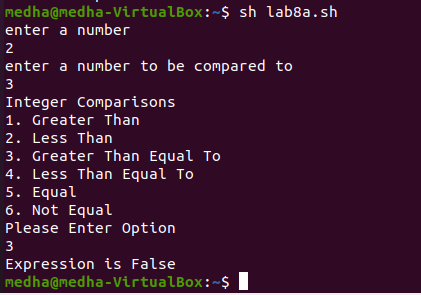 medha@medha-VirtualBox:~$ sh lab8a.sh
enter a number
2
enter a number to be compared to
3
Integer Comparisons
1. Greater Than
2. Less Than
3. Greater Than Equal To
4. Less Than Equal To
5. Equal
6. Not Equal
Please Enter Option
3
Expression is False
medha@medha-VirtualBox:~$